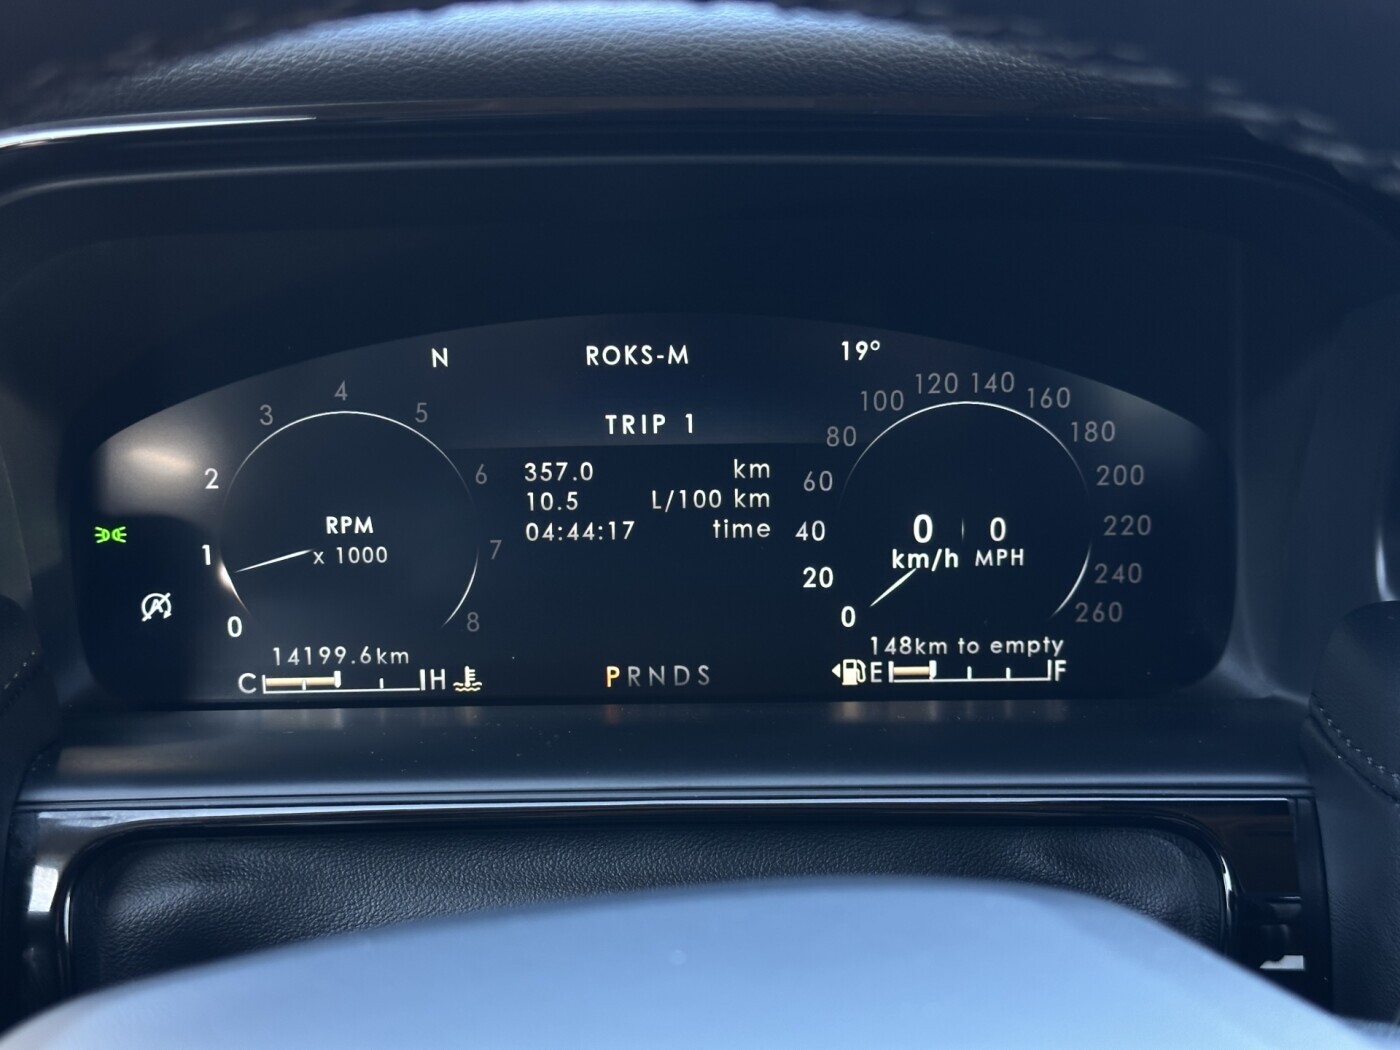 N ROKS-M 19°
TRIP 1
357.0 km
10.5 L/100 km
04:44:17 time
0 1 2 3 4 5 6 7 8
RPM
x 1000
0 20 40 60 80 100 120 140 160 180 200 220 240 260
0 0
km/h MPH
14199.6km
C H
PRNDS
148km to empty
E F